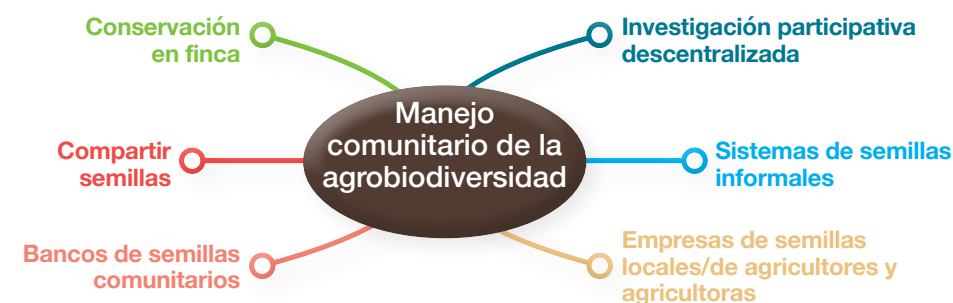 Conservación
en finca
Investigación participativa
descentralizada
Manejo
comunitario de la
agrobiodiversidad
Compartir
semillas
Sistemas de semillas
informales
Bancos de semillas
comunitarios
Empresas de semillas
locales/de agricultores y
agricultoras